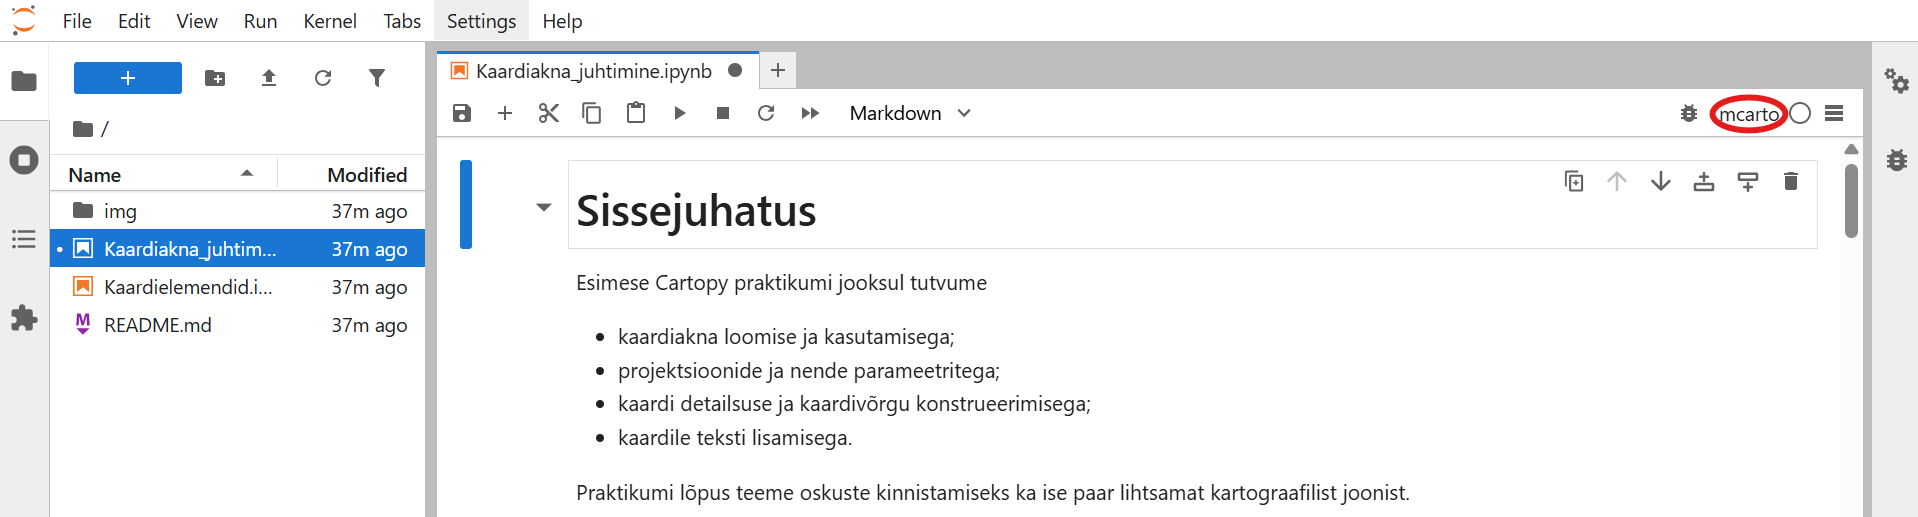 File Edit View Run Kernel Tabs Settings Help
/
Name Modified
img 37m ago
Kaardiakna_juhtim... 37m ago
Kaardielemendid.i... 37m ago
README.md 37m ago
Kaardiakna_juhtimine.ipynb
Markdown mcarto
Sissejuhatus
Esimese Cartopy praktikumi jooksul tutvume
• kaardiakna loomise ja kasutamisega;
• projektsioonide ja nende parameetritega;
• kaardi detailsuse ja kaardivõrgu konstrueerimisega;
• kaardile teksti lisamisega.
Praktikumi lõpus teeme oskuste kinnistamiseks ka ise paar lihtsamat kartograafilist joonist.